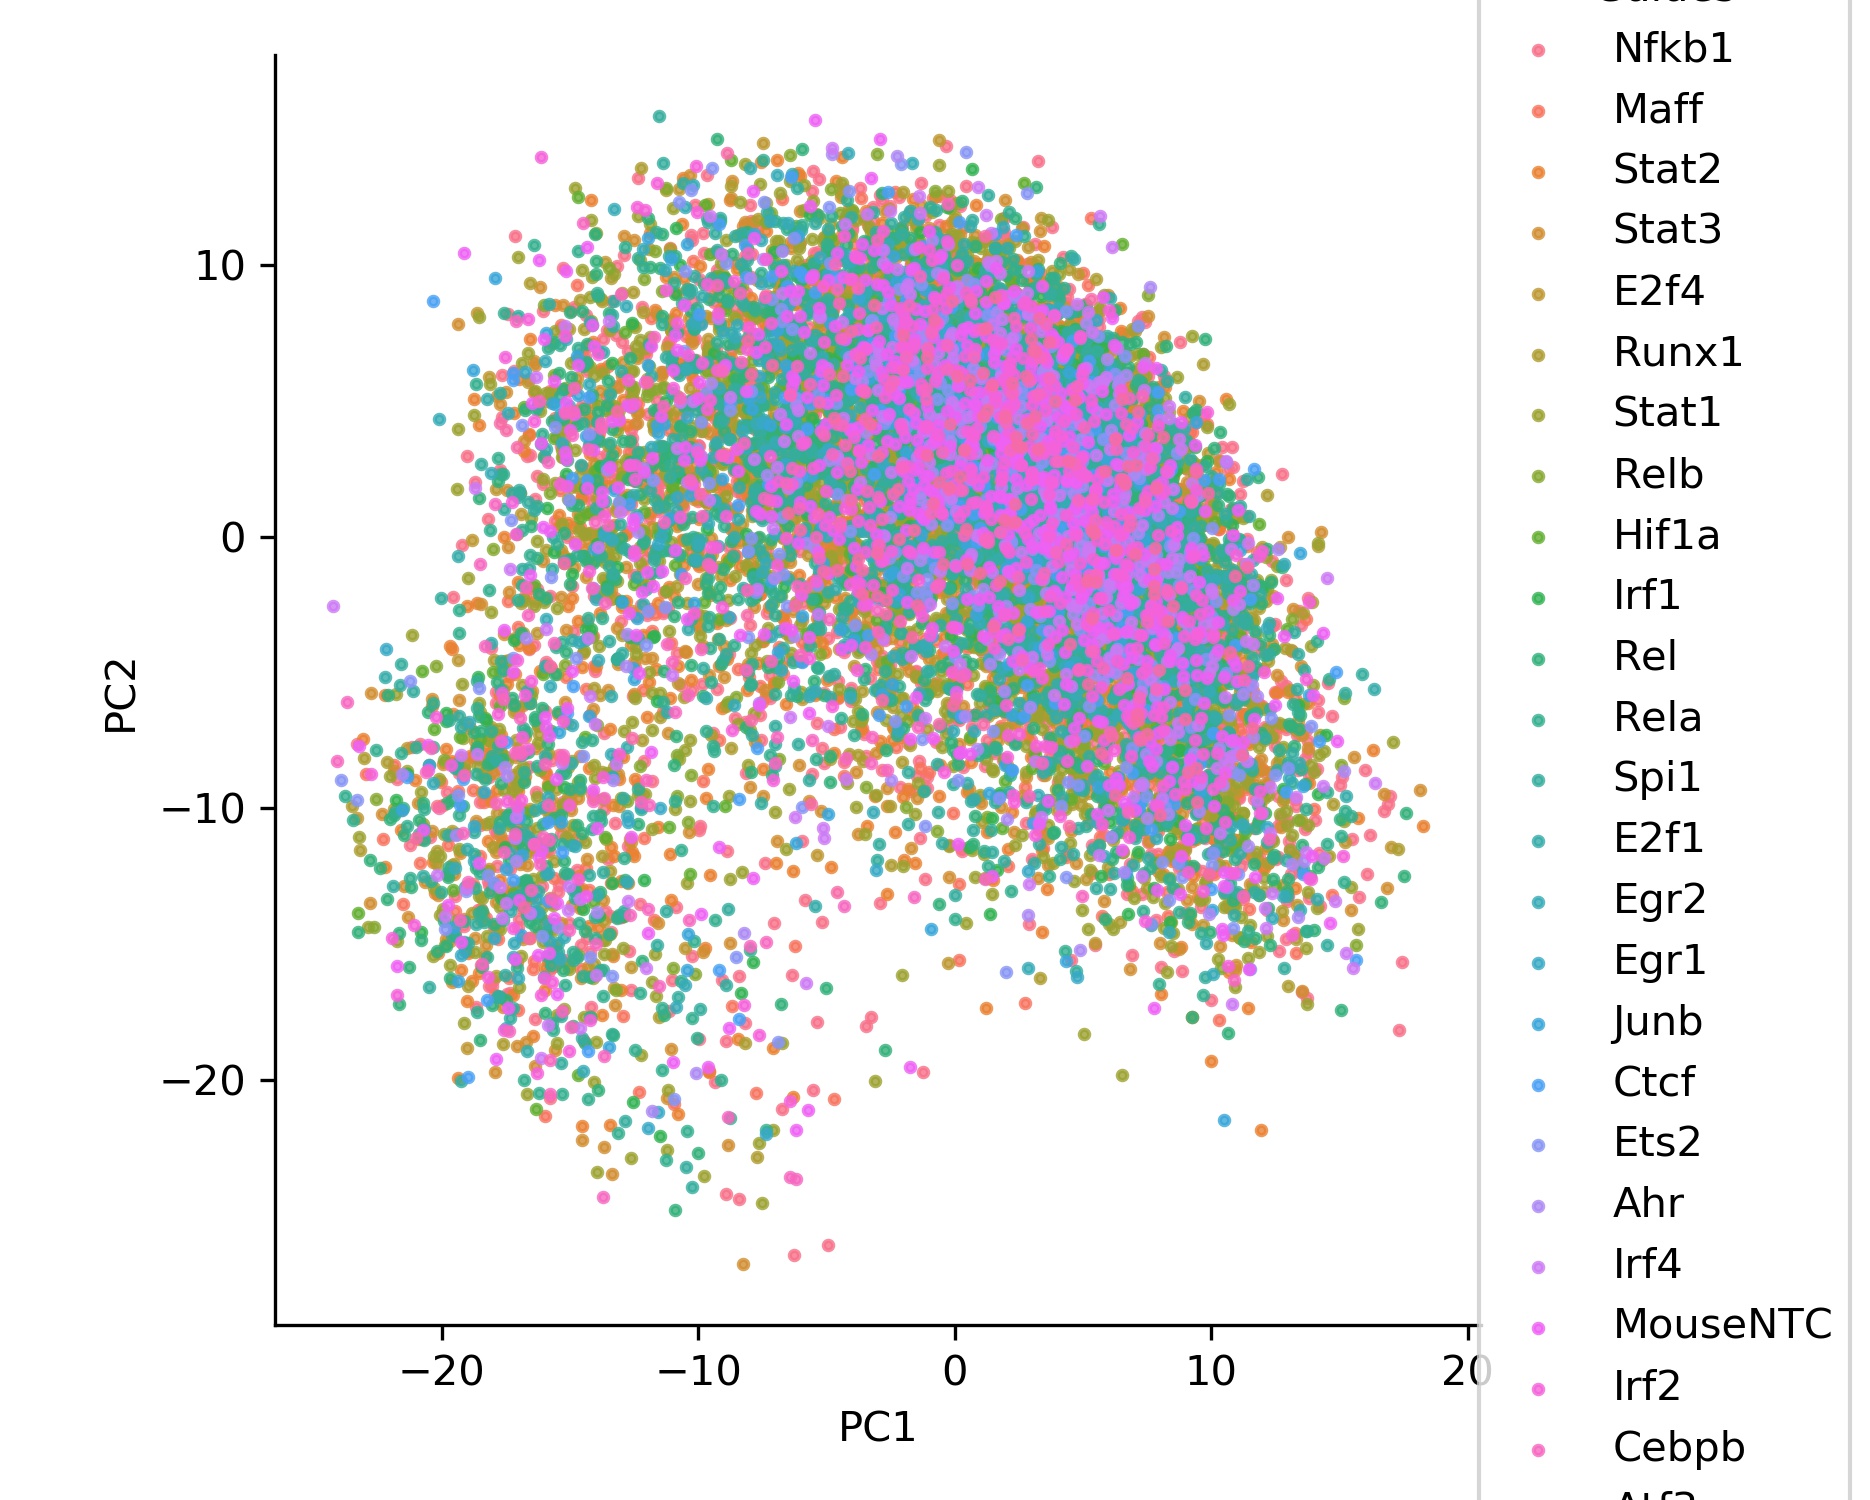 Guides
Nfkb1
Maff
Stat2
Stat3
E2f4
Runx1
Stat1
Relb
Hif1a
Irf1
Rel
Rela
Spi1
E2f1
Egr2
Egr1
Junb
Ctcf
Ets2
Ahr
Irf4
MouseNTC
Irf2
Cebpb
10
0
−10
−20
PC2
−20
−10
0
10
20
PC1